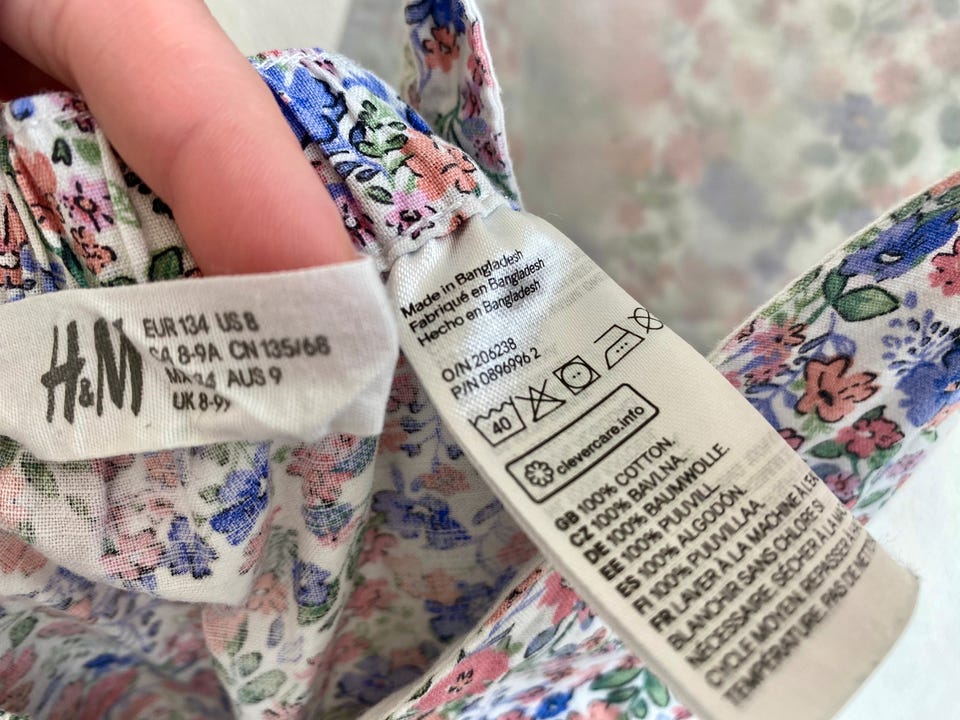 H&M
EUR 134 US 8
8-9A CN 135/68
AUS 9
UK 8-9Y
Made in Bangladesh
Fabriqué en Bangladesh
Hecho en Bangladesh
O/N 206238
P/N 0896996 2
40
clevercare.info
GB 100% COTTON.
CZ 100% BAVLNA.
DE 100% BAUMWOLLE
EE 100% PUUVILL.
ES 100% ALGODÓN.
FI 100% PUUVILLAA.
FR LAVER À LA MACHINE À
BLANCHIR SANS CHLORE SI
NÉCESSAIRE. SÉCHER À LA
CYCLE MOYEN. REPASSER À
TEMPÉRATURE. PAS DE